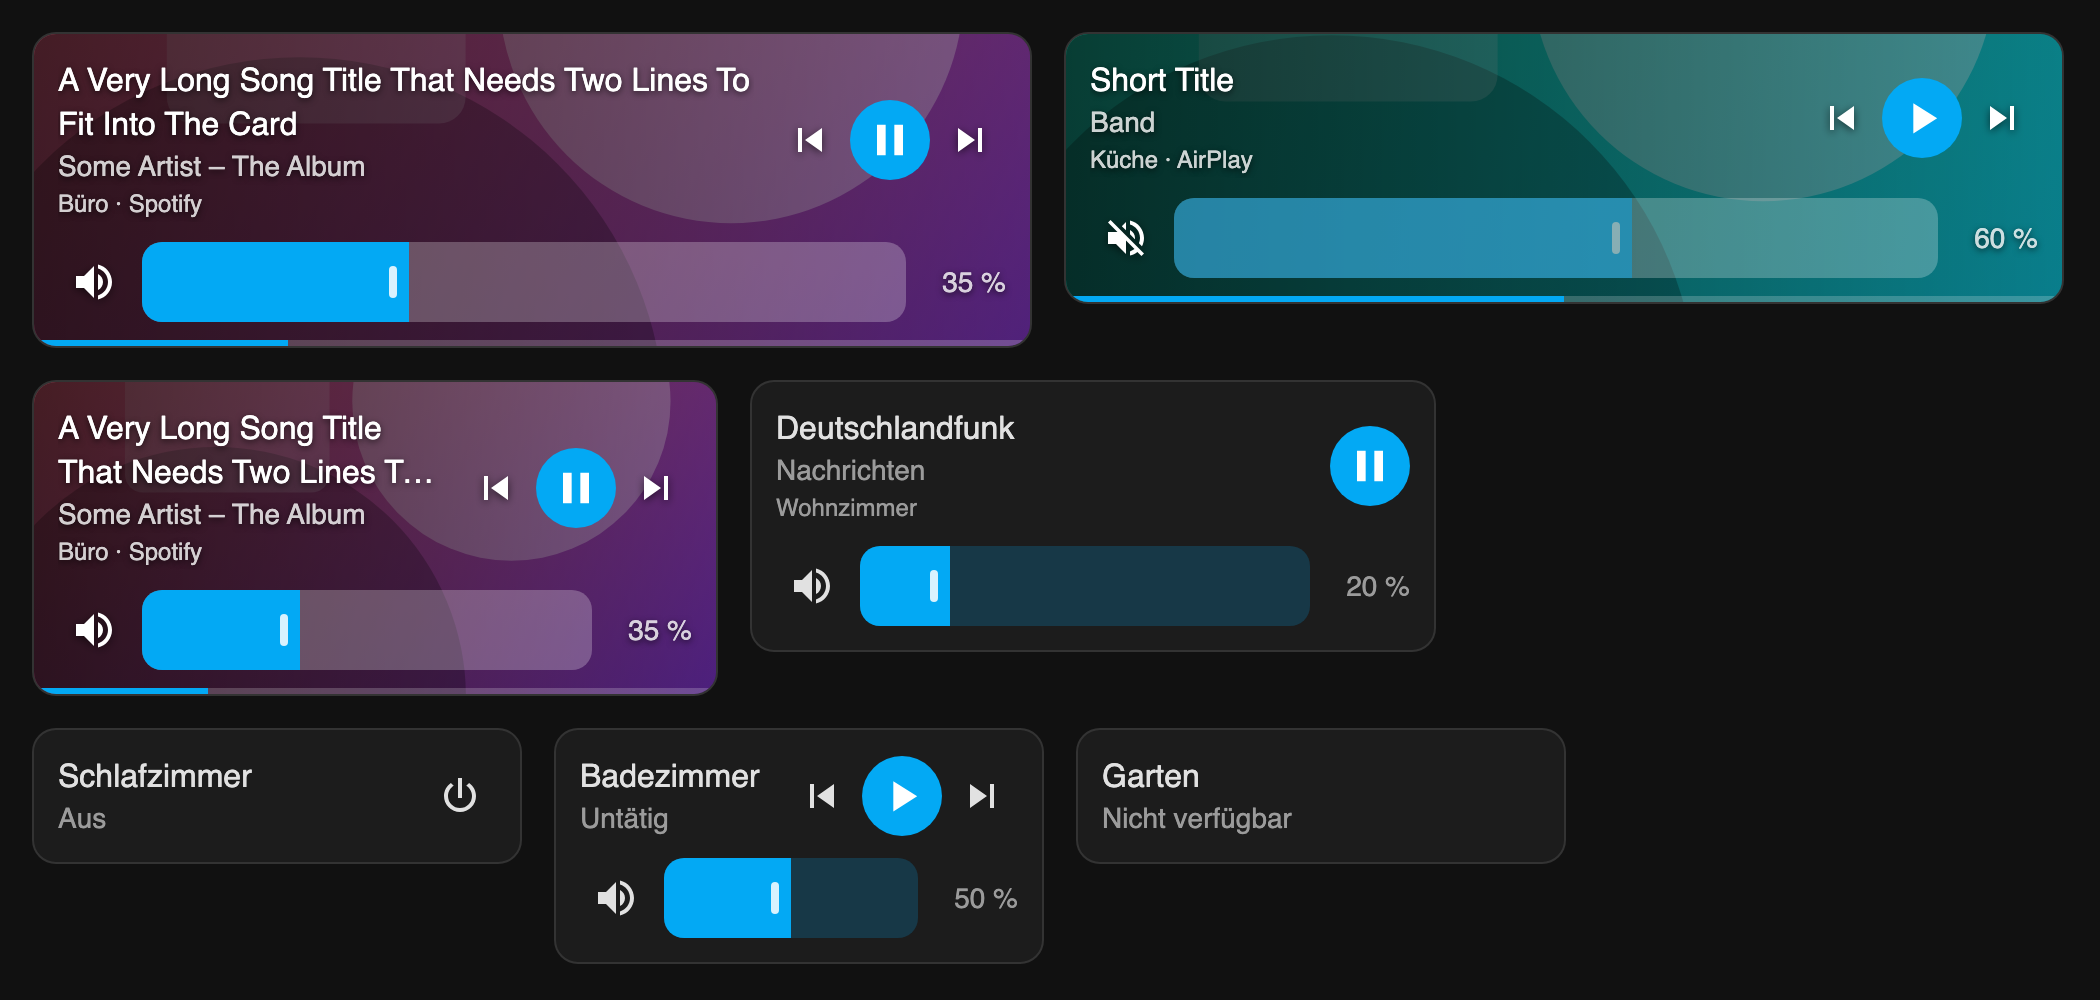 A Very Long Song Title That Needs Two Lines To
Fit Into The Card
Some Artist – The Album
Büro · Spotify
35 %
Short Title
Band
Küche · AirPlay
60 %
A Very Long Song Title
That Needs Two Lines T…
Some Artist – The Album
Büro · Spotify
35 %
Deutschlandfunk
Nachrichten
Wohnzimmer
20 %
Schlafzimmer
Aus
Badezimmer
Untätig
50 %
Garten
Nicht verfügbar